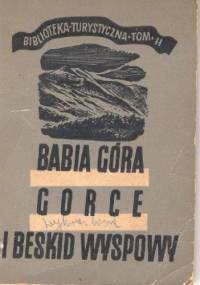 BIBLIOTEKA·TURYSTYCZNA·TOM·II
BABIA GÓRA
GORCE
I BESKID WYSPOWY